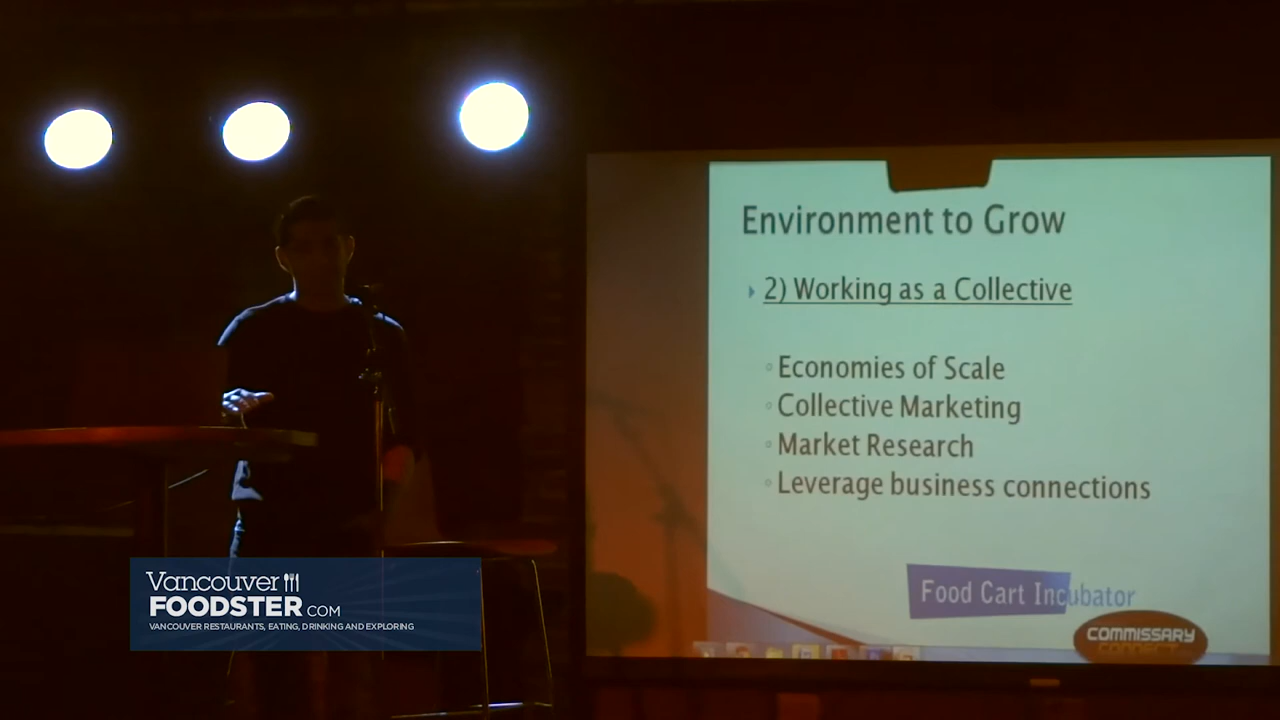 Environment to Grow
2) Working as a Collective
Economies of Scale
Collective Marketing
Market Research
Leverage business connections
Food Cart Incubator
COMMISSARY
CONNECT
Vancouver
FOODSTER.COM
VANCOUVER RESTAURANTS, EATING, DRINKING AND EXPLORING